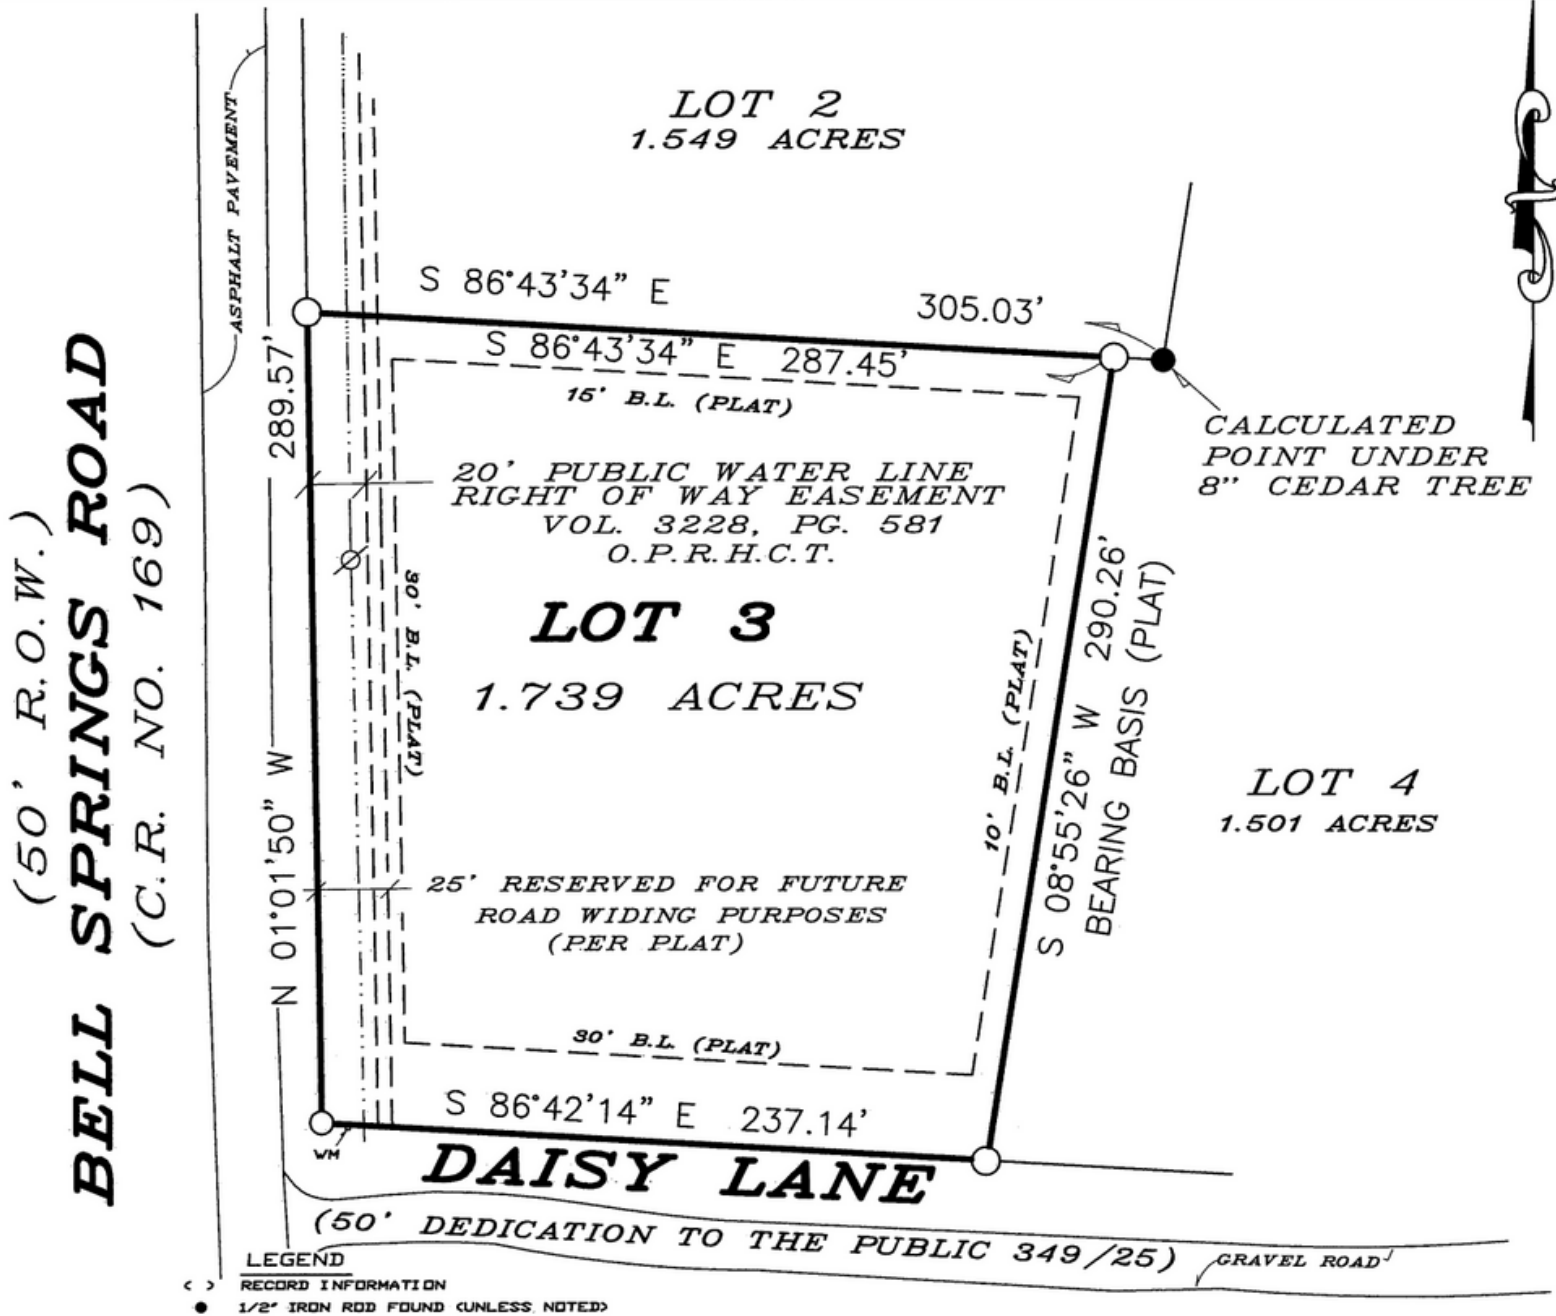 LOT 2
1.549 ACRES
ASPHALT PAVEMENT
S 86°43'34" E 305.03'
S 86°43'34" E 287.45'
15' B.L. (PLAT)
289.57'
N 01°01'50" W
CALCULATED
POINT UNDER
8" CEDAR TREE
20' PUBLIC WATER LINE
RIGHT OF WAY EASEMENT
VOL. 3228, PG. 581
O.P.R.H.C.T.
(50' R.O.W.)
BELL SPRINGS ROAD
(C.R. NO. 169)
30' B.L. (PLAT)
LOT 3
1.739 ACRES
10' B.L. (PLAT)
S 08°55'26" W 290.26'
BEARING BASIS (PLAT)
LOT 4
1.501 ACRES
25' RESERVED FOR FUTURE
ROAD WIDING PURPOSES
(PER PLAT)
30' B.L. (PLAT)
S 86°42'14" E 237.14'
WM
DAISY LANE
(50' DEDICATION TO THE PUBLIC 349/25)
GRAVEL ROAD
LEGEND
( ) RECORD INFORMATION
● 1/2" IRON ROD FOUND (UNLESS NOTED)